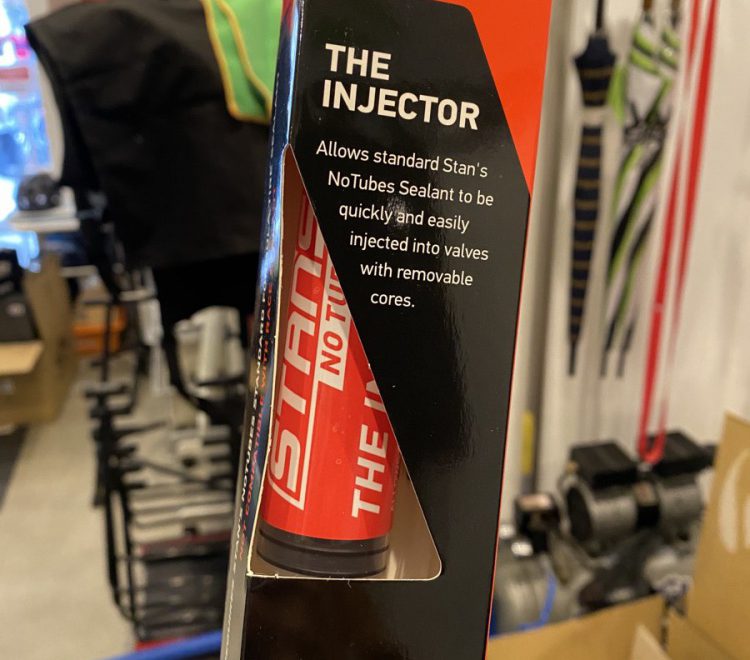 THE
INJECTOR
Allows standard Stan's
NoTubes Sealant to be
quickly and easily
injected into valves
with removable
cores.
STANS
NO TU
THE IN